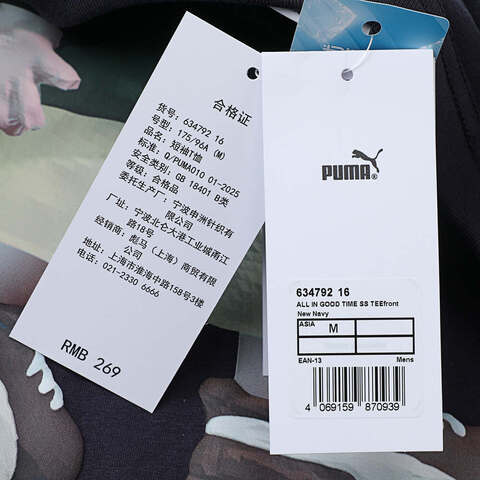 合格证
货号: 634792 16
号型: 175/96A (M)
品名: 短袖T恤
标准: Q/PUMA010 01-2025
安全类别: GB 18401 B类
等级: 合格品
委托生产厂: 宁波申洲针织有
限公司
厂址: 宁波北仑大港工业城甬江
路18号
经销商: 彪马(上海)商贸有限
公司
地址: 上海市淮海中路158号3楼
电话: 021-2330 6666
RMB 269
PUMA®
634792 16
ALL IN GOOD TIME SS TEEfront
New Navy
ASIA M
EAN-13 Mens
4 069159 870939